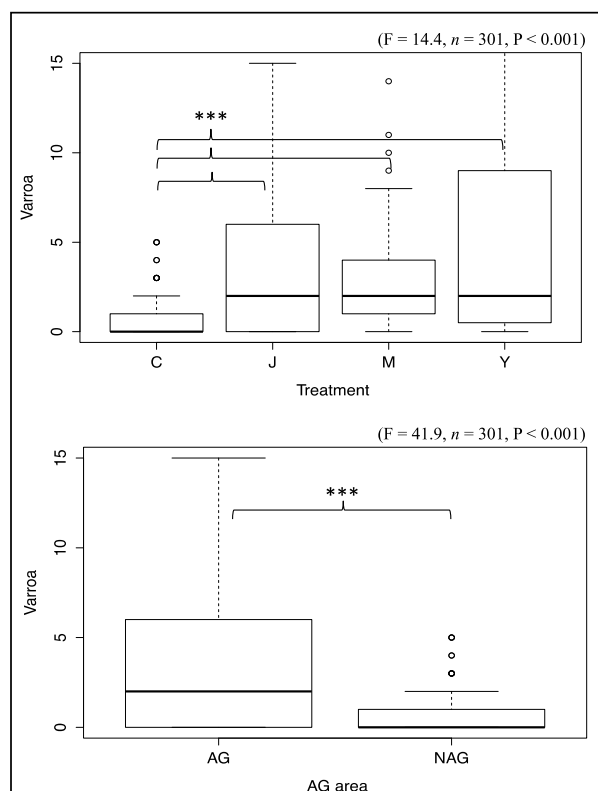 (F = 14.4, n = 301, P < 0.001)
15
10
5
0
Varroa
***
C J M Y
Treatment
(F = 41.9, n = 301, P < 0.001)
15
10
5
0
Varroa
***
AG NAG
AG area